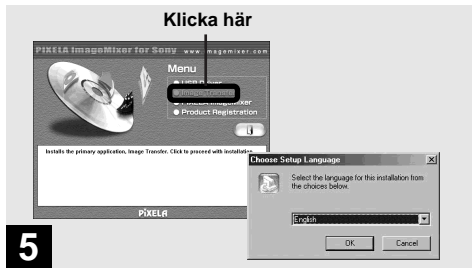 Klicka här
PIXELA ImageMixer for Sony www.imagemixer.com
Menu
USB Driver
Image Transfer
PIXELA ImageMixer
Product Registration
Installs the primary application, Image Transfer. Click to proceed with installation.
PIXELA
Choose Setup Language
Select the language for this installation from
the choices below.
English
OK Cancel
5